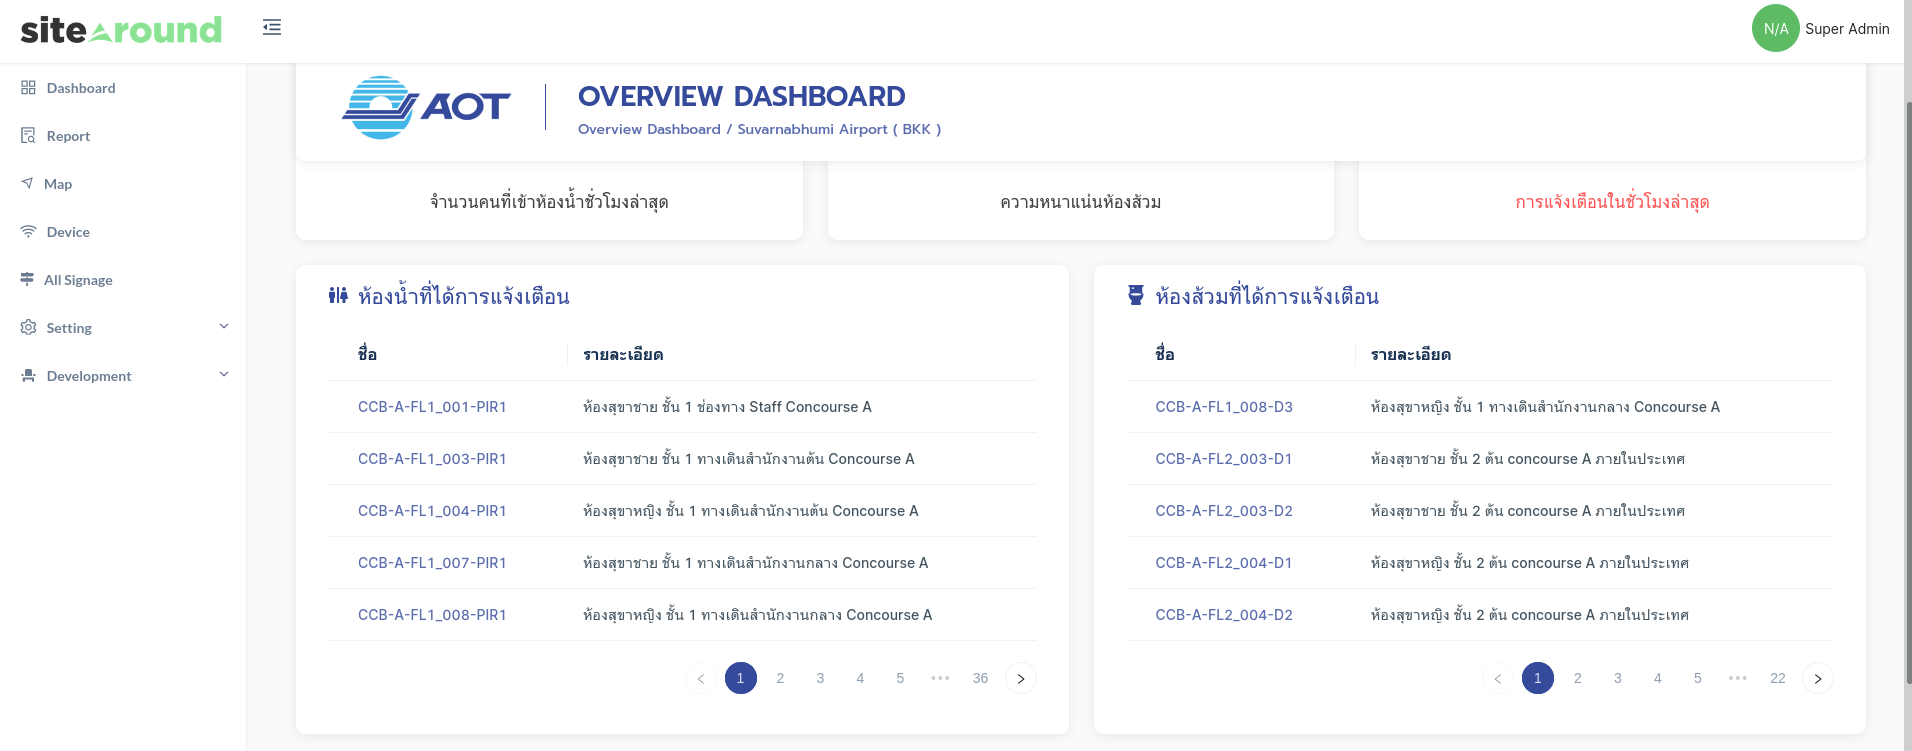 sitearound
N/A Super Admin
Dashboard
Report
Map
Device
All Signage
Setting
Development
AOT
OVERVIEW DASHBOARD
Overview Dashboard / Suvarnabhumi Airport ( BKK )
จำนวนคนที่เข้าห้องน้ำชั่วโมงล่าสุด
ความหนาแน่นห้องส้วม
การแจ้งเตือนในชั่วโมงล่าสุด
ห้องน้ำที่ได้การแจ้งเตือน
ชื่อ รายละเอียด
CCB-A-FL1_001-PIR1 ห้องสุขาชาย ชั้น 1 ช่องทาง Staff Concourse A
CCB-A-FL1_003-PIR1 ห้องสุขาชาย ชั้น 1 ทางเดินสำนักงานต้น Concourse A
CCB-A-FL1_004-PIR1 ห้องสุขาหญิง ชั้น 1 ทางเดินสำนักงานต้น Concourse A
CCB-A-FL1_007-PIR1 ห้องสุขาชาย ชั้น 1 ทางเดินสำนักงานกลาง Concourse A
CCB-A-FL1_008-PIR1 ห้องสุขาหญิง ชั้น 1 ทางเดินสำนักงานกลาง Concourse A
< 1 2 3 4 5 ••• 36 >
ห้องส้วมที่ได้การแจ้งเตือน
ชื่อ รายละเอียด
CCB-A-FL1_008-D3 ห้องสุขาหญิง ชั้น 1 ทางเดินสำนักงานกลาง Concourse A
CCB-A-FL2_003-D1 ห้องสุขาชาย ชั้น 2 ต้น concourse A ภายในประเทศ
CCB-A-FL2_003-D2 ห้องสุขาชาย ชั้น 2 ต้น concourse A ภายในประเทศ
CCB-A-FL2_004-D1 ห้องสุขาหญิง ชั้น 2 ต้น concourse A ภายในประเทศ
CCB-A-FL2_004-D2 ห้องสุขาหญิง ชั้น 2 ต้น concourse A ภายในประเทศ
< 1 2 3 4 5 ••• 22 >